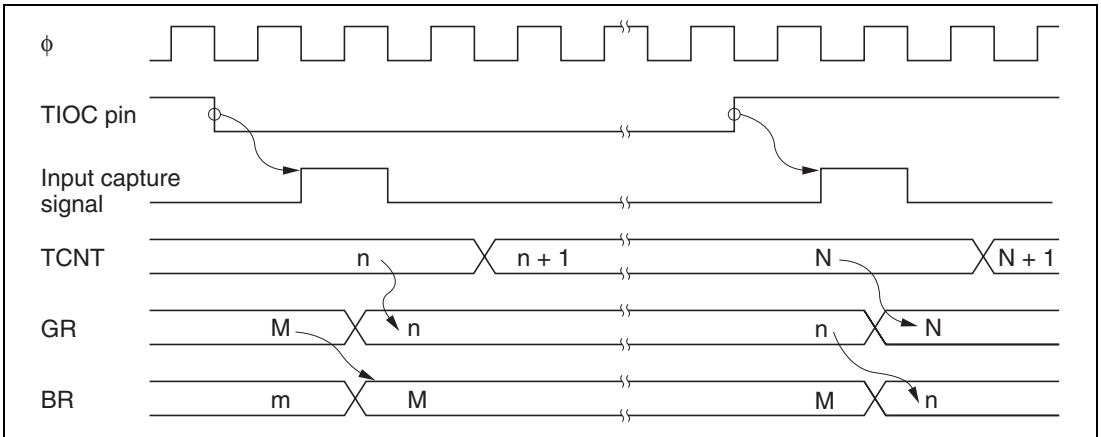 ϕ
TIOC pin
Input capture
signal
TCNT n n + 1 N N + 1
GR M n n N
BR m M M n